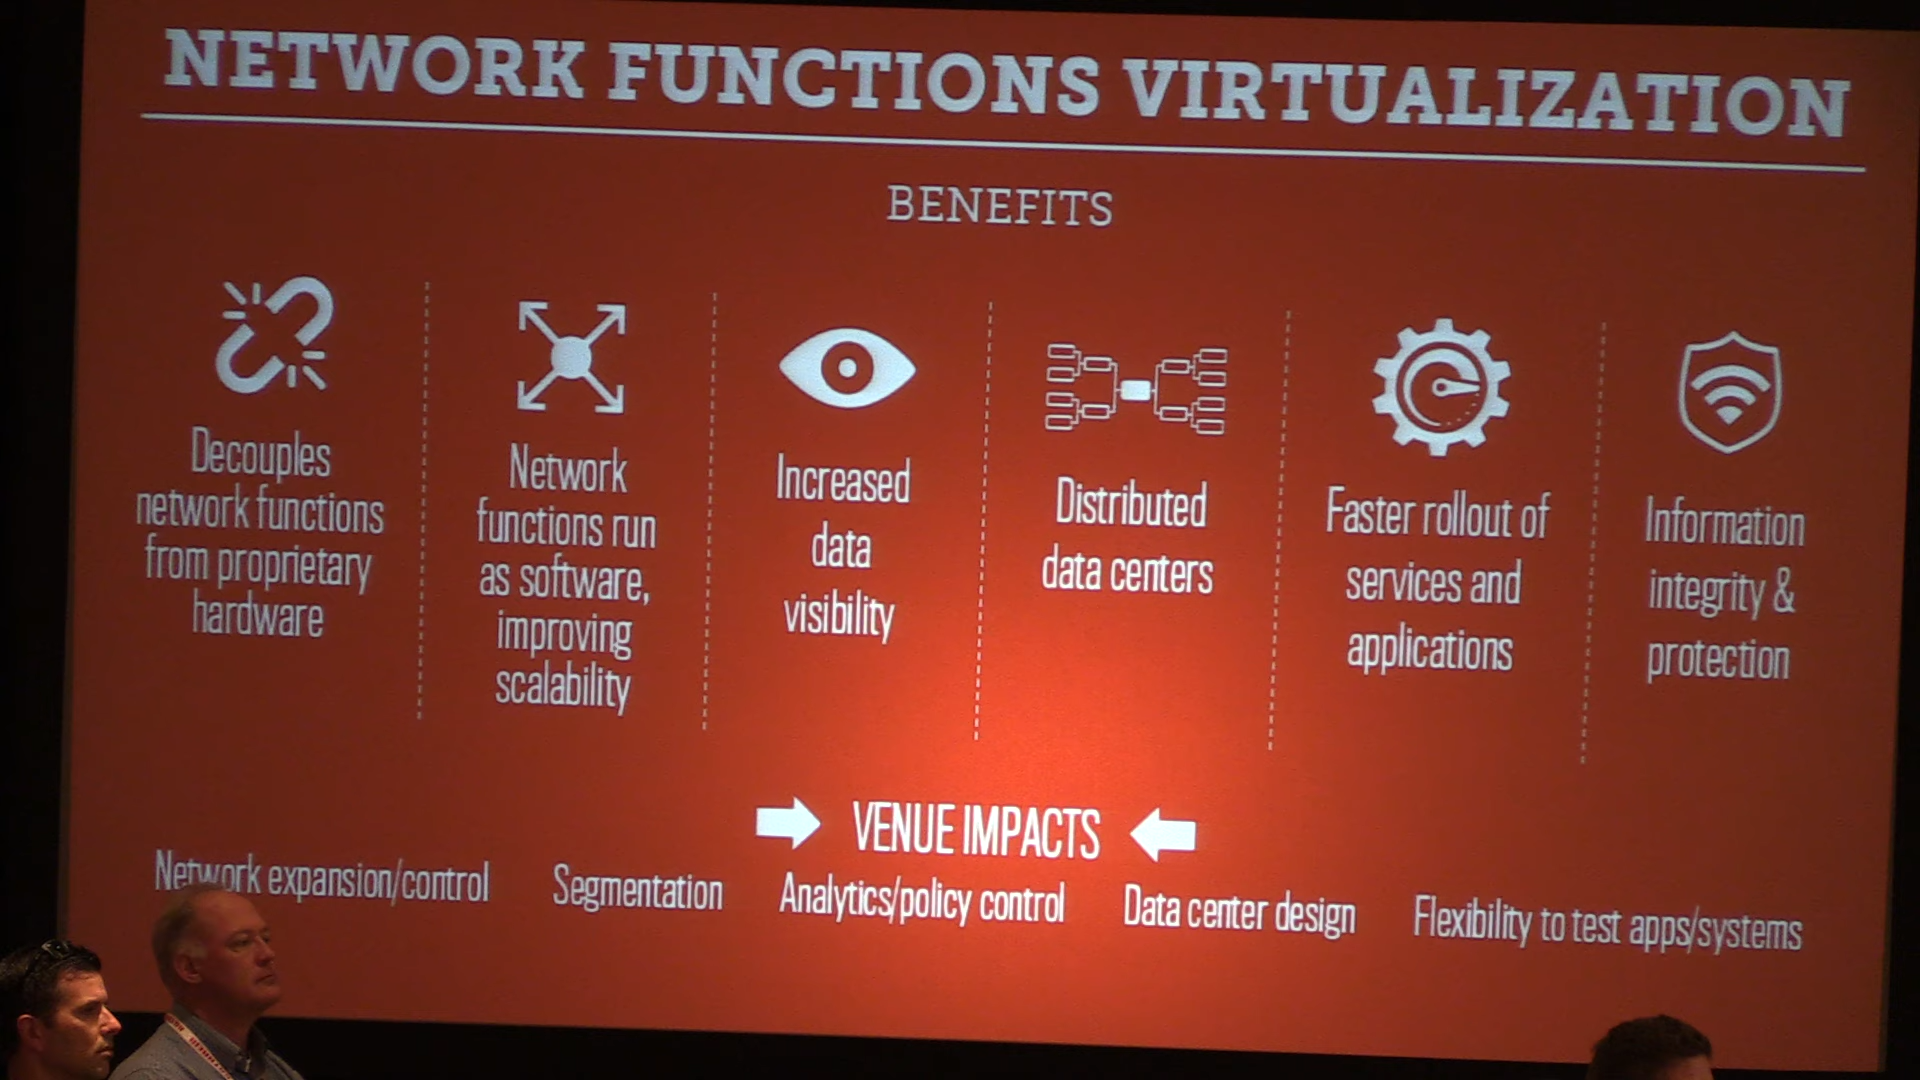 NETWORK FUNCTIONS VIRTUALIZATION
BENEFITS
Decouples
network functions
from proprietary
hardware
Network
functions run
as software,
improving
scalability
Increased
data
visibility
Distributed
data centers
Faster rollout of
services and
applications
Information
integrity &
protection
VENUE IMPACTS
Network expansion/control
Segmentation
Analytics/policy control
Data center design
Flexibility to test apps/systems